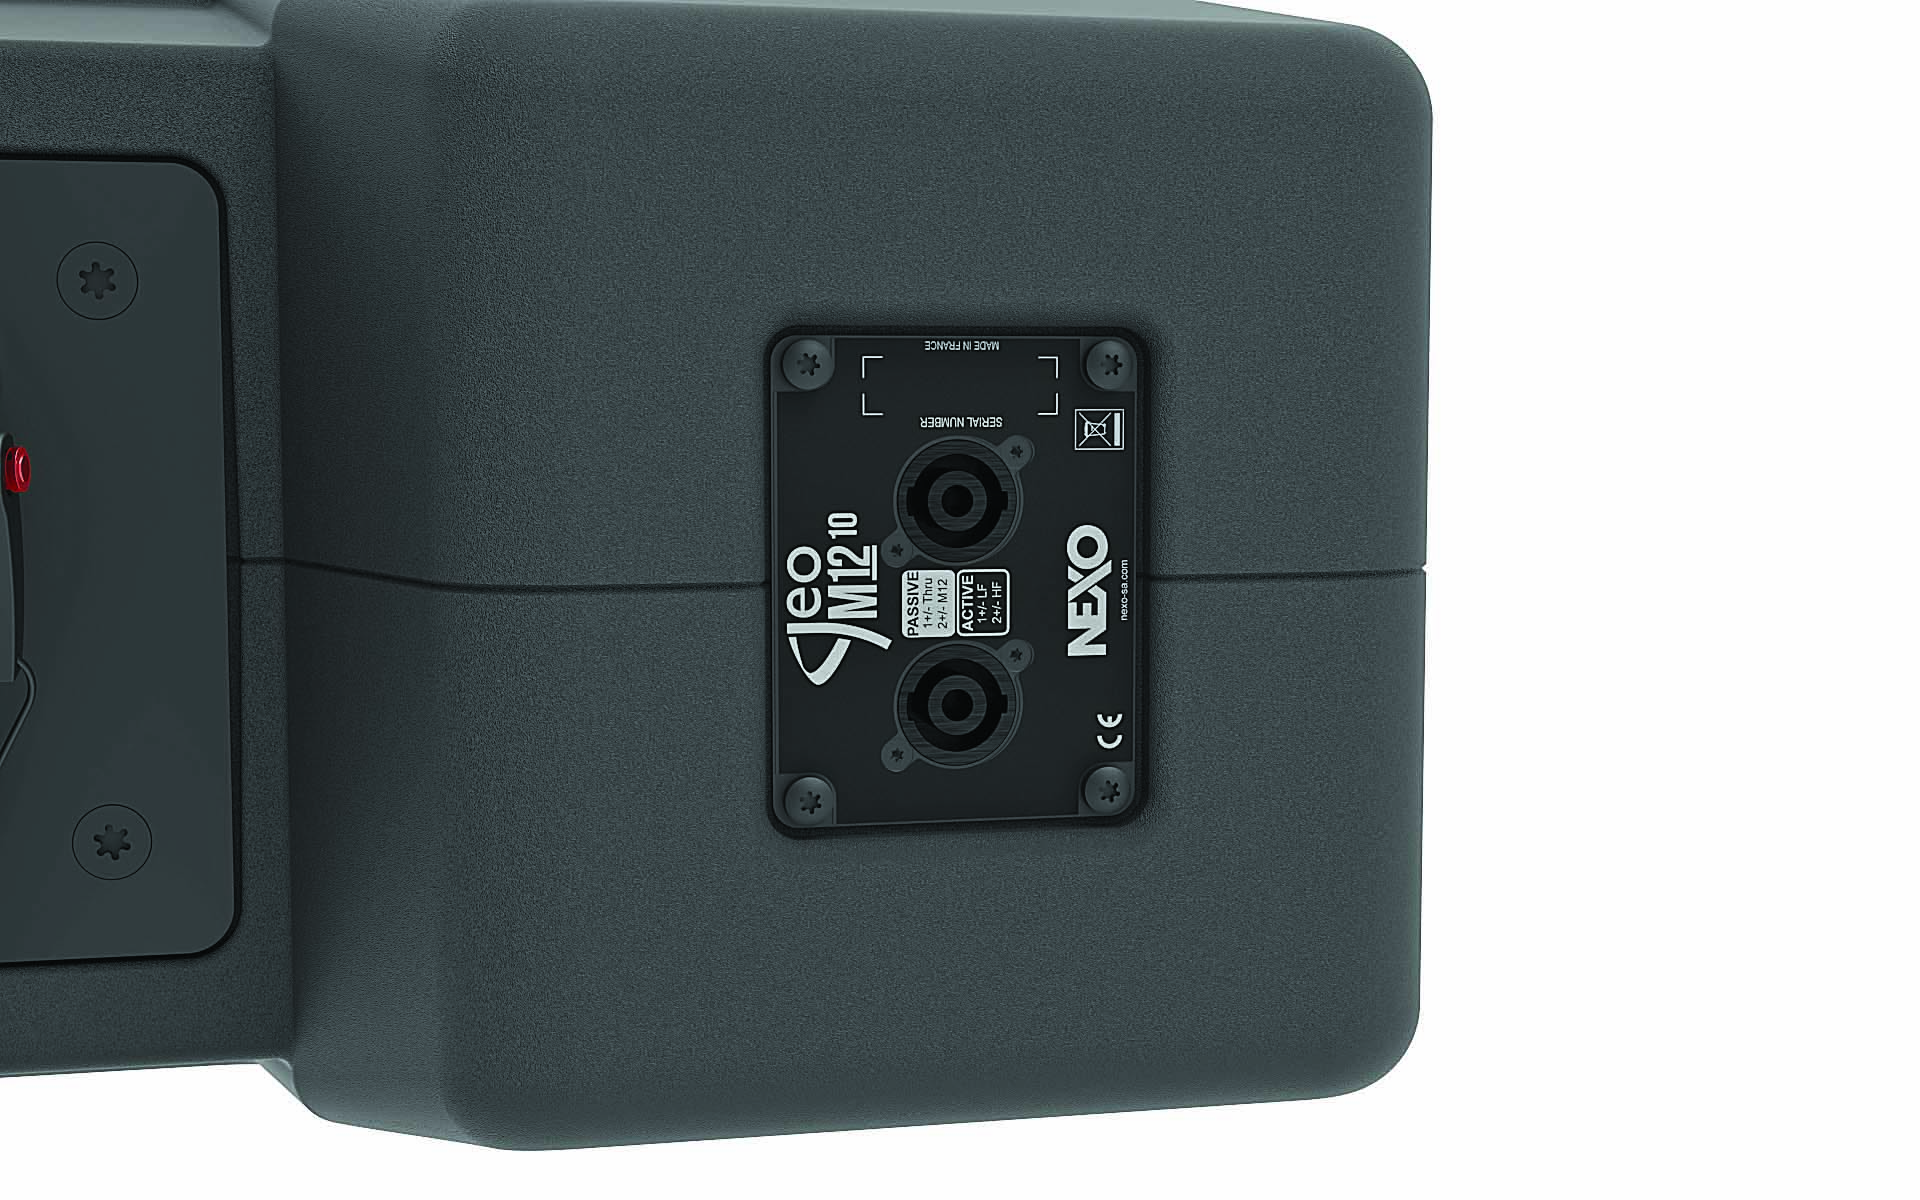 MADE IN FRANCE
SERIAL NUMBER
Geo
M12 10
PASSIVE
1+/- Thru
2+/- M12
ACTIVE
1+/- LF
2+/- HF
NEXO
nexo-sa.com
CE